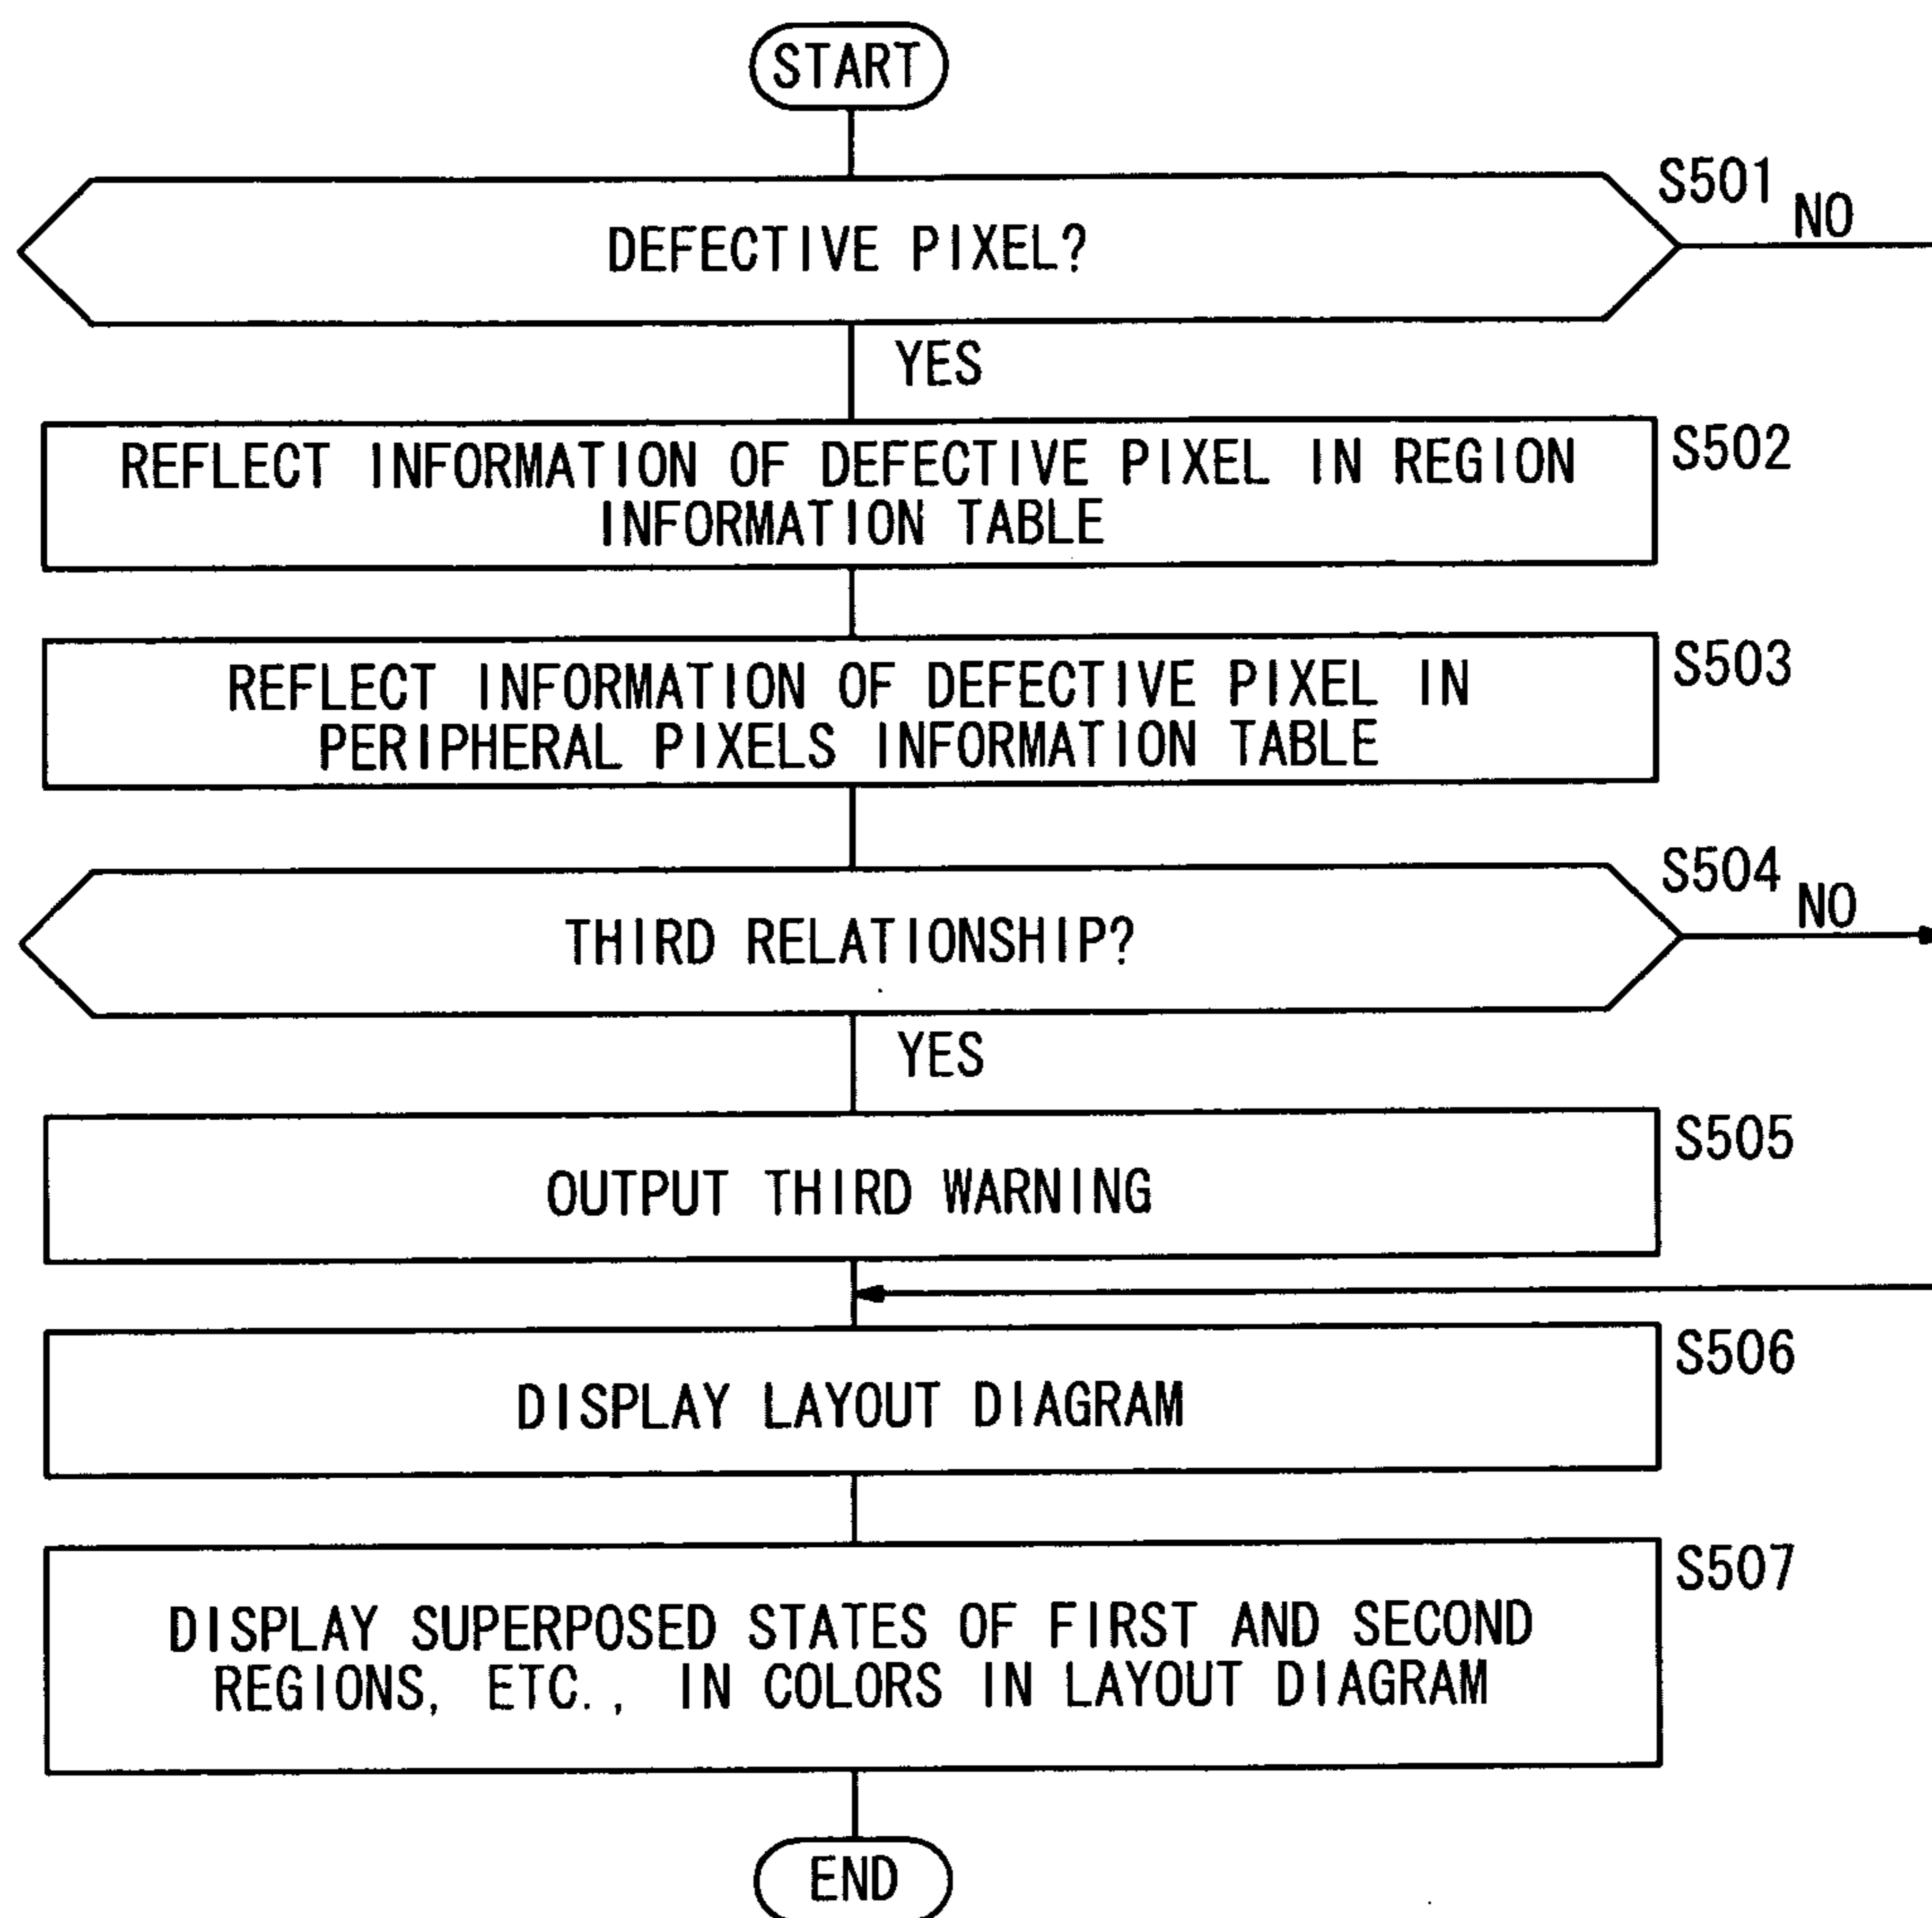 START
S501
NO
DEFECTIVE PIXEL?
YES
REFLECT INFORMATION OF DEFECTIVE PIXEL IN REGION
INFORMATION TABLE
S502
REFLECT INFORMATION OF DEFECTIVE PIXEL IN
PERIPHERAL PIXELS INFORMATION TABLE
S503
S504
NO
THIRD RELATIONSHIP?
YES
S505
OUTPUT THIRD WARNING
S506
DISPLAY LAYOUT DIAGRAM
S507
DISPLAY SUPERPOSED STATES OF FIRST AND SECOND
REGIONS, ETC., IN COLORS IN LAYOUT DIAGRAM
END